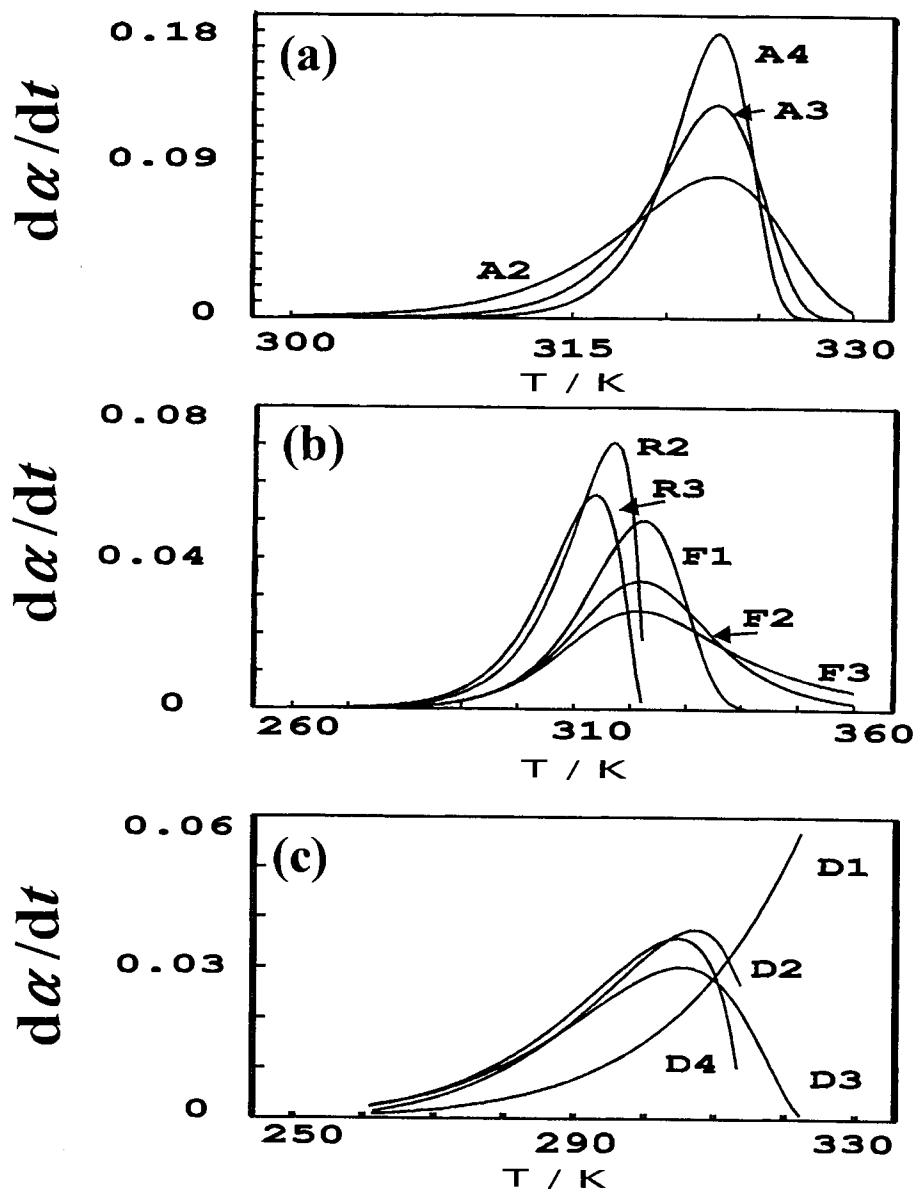 0.18
(a)
A4
A3
dα/dt
0.09
A2
0
300
315
330
T / K
0.08
(b)
R2
R3
dα/dt
0.04
F1
F2
F3
0
260
310
360
T / K
0.06
(c)
D1
dα/dt
0.03
D2
D4
D3
0
250
290
330
T / K